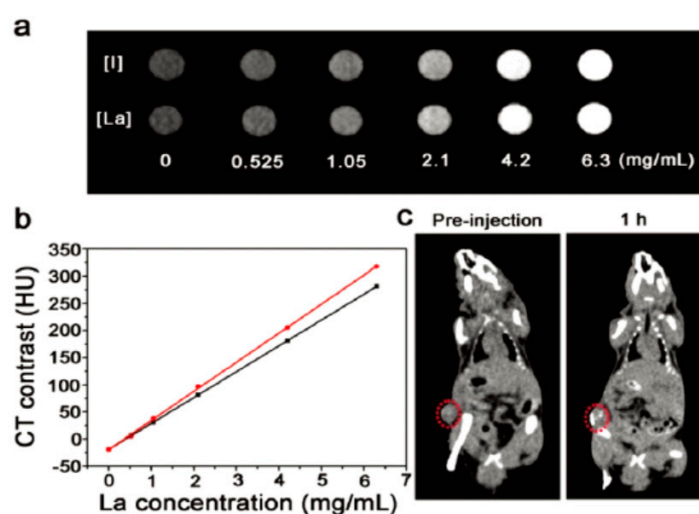 a
[I]
[La]
0 0.525 1.05 2.1 4.2 6.3 (mg/mL)
b
350
300
250
200
150
100
50
0
-50
CT contrast (HU)
0 1 2 3 4 5 6 7
La concentration (mg/mL)
c
Pre-injection 1 h